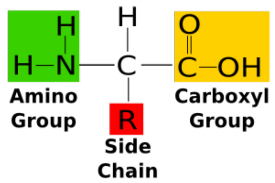 H H O
H N C C OH
R
Amino Group
Side Chain
Carboxyl Group